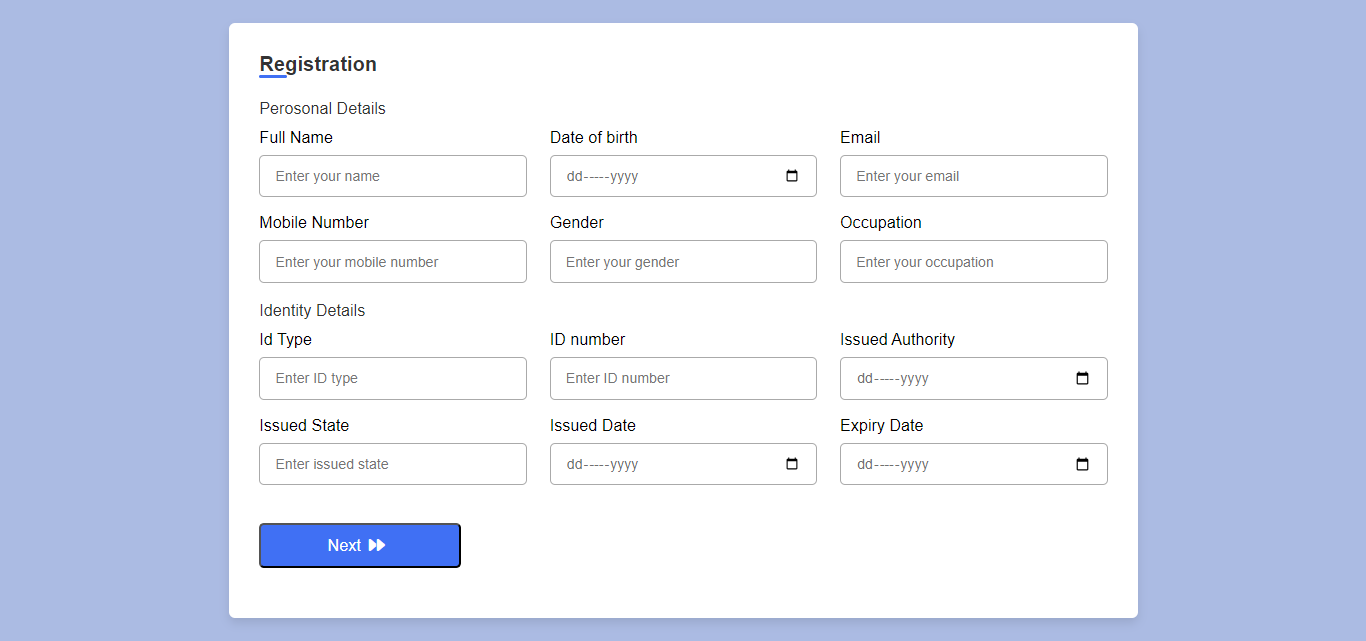 Registration
Perosonal Details
Full Name Date of birth Email
Enter your name dd-----yyyy Enter your email
Mobile Number Gender Occupation
Enter your mobile number Enter your gender Enter your occupation
Identity Details
Id Type ID number Issued Authority
Enter ID type Enter ID number dd-----yyyy
Issued State Issued Date Expiry Date
Enter issued state dd-----yyyy dd-----yyyy
Next